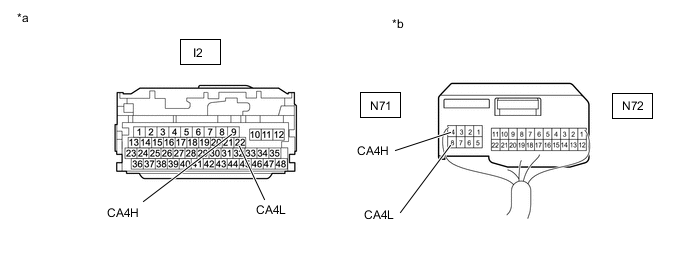 *a
*b
I2
N71
N72
1 2 3 4 5 6 7 8 9 10 11 12
13 14 15 16 17 18 19 20 21 22
23 24 25 26 27 28 29 30 31 32 33 34 35
36 37 38 39 40 41 42 43 44 45 46 47 48
4 3 2 1
8 7 6 5
11 10 9 8 7 6 5 4 3 2 1
22 21 20 19 18 17 16 15 14 13 12
CA4H
CA4L
CA4H
CA4L